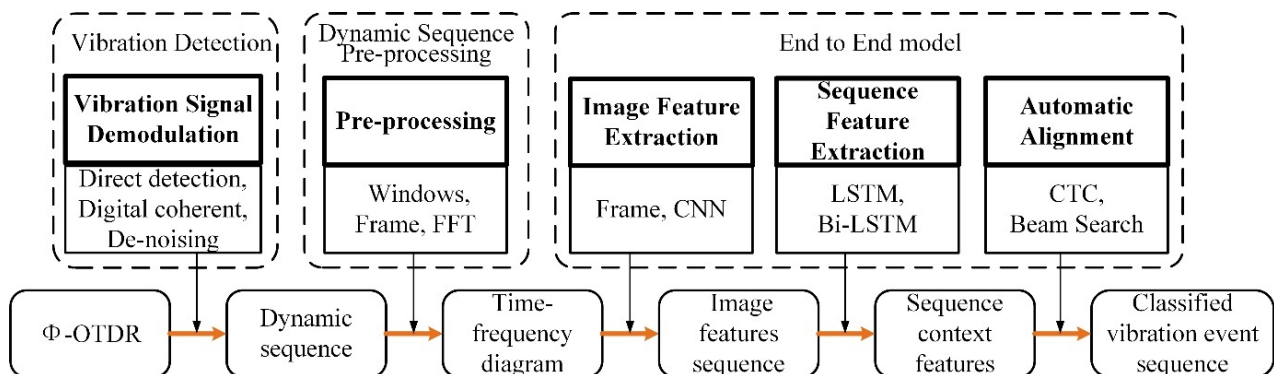 Vibration Detection
Vibration Signal
Demodulation
Direct detection,
Digital coherent,
De-noising
Dynamic Sequence
Pre-processing
Pre-processing
Windows,
Frame, FFT
End to End model
Image Feature
Extraction
Frame, CNN
Sequence
Feature
Extraction
LSTM,
Bi-LSTM
Automatic
Alignment
CTC,
Beam Search
Φ-OTDR
Dynamic
sequence
Time-
frequency
diagram
Image
features
sequence
Sequence
context
features
Classified
vibration event
sequence